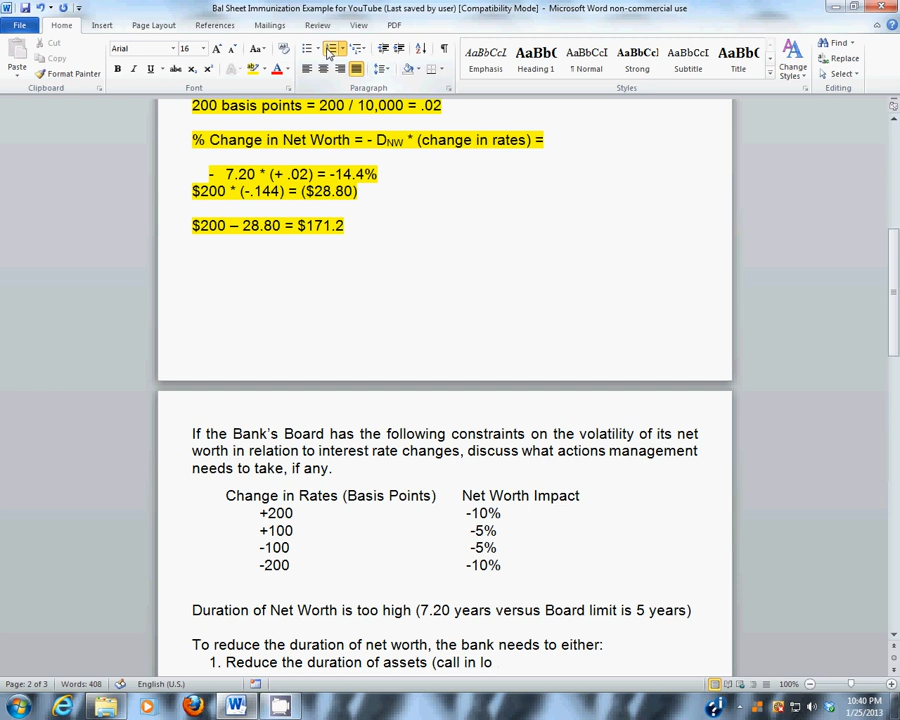 Bal Sheet Immunization Example for YouTube (Last saved by user) [Compatibility Mode] - Microsoft Word non-commercial use
File Home Insert Page Layout References Mailings Review View PDF
Cut
Copy
Format Painter
Paste
Clipboard
Arial 16
Font
Paragraph
AaBbCcI AaBbC AaBbCcI AaBbCc AaBbC
Emphasis Heading 1 ¶ Normal Strong Title
Change Styles
Styles
Find
Replace
Select
Editing
200 basis points = 200 / 10,000 = .02
% Change in Net Worth = - DNW * (change in rates) =
- 7.20 * (+ .02) = -14.4%
$200 * (-.144) = ($28.80)
$200 – 28.80 = $171.2
If the Bank's Board has the following constraints on the volatility of its net
worth in relation to interest rate changes, discuss what actions management
needs to take, if any.
Change in Rates (Basis Points) Net Worth Impact
+200 -10%
+100 -5%
-100 -5%
-200 -10%
Duration of Net Worth is too high (7.20 years versus Board limit is 5 years)
To reduce the duration of net worth, the bank needs to either:
1. Reduce the duration of assets (call in lo
Page: 2 of 3 Words: 408 English (U.S.) 100%
10:40 PM
1/25/2013